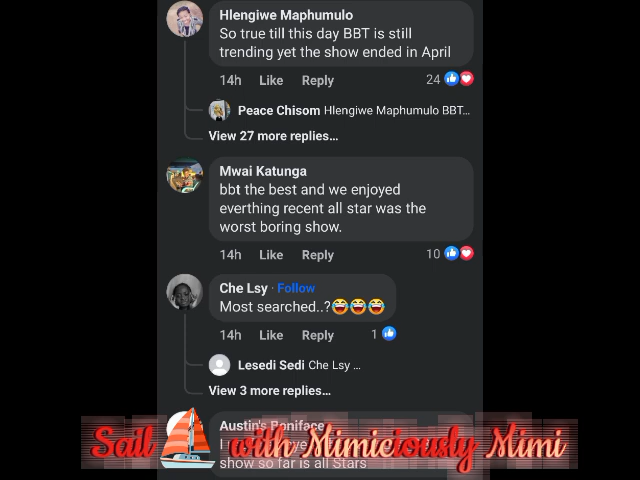 Hlengiwe Maphumulo
So true till this day BBT is still
trending yet the show ended in April
14h Like Reply 24
Peace Chisom Hlengiwe Maphumulo BBT...
View 27 more replies...
Mwai Katunga
bbt the best and we enjoyed
everthing recent all star was the
worst boring show.
14h Like Reply 10
Che Lsy · Follow
Most searched..?😂😂😂
14h Like Reply 1
Lesedi Sedi Che Lsy ...
View 3 more replies...
Austin's Boniface
Sail with Mimiciously Mimi
show so far is all Stars